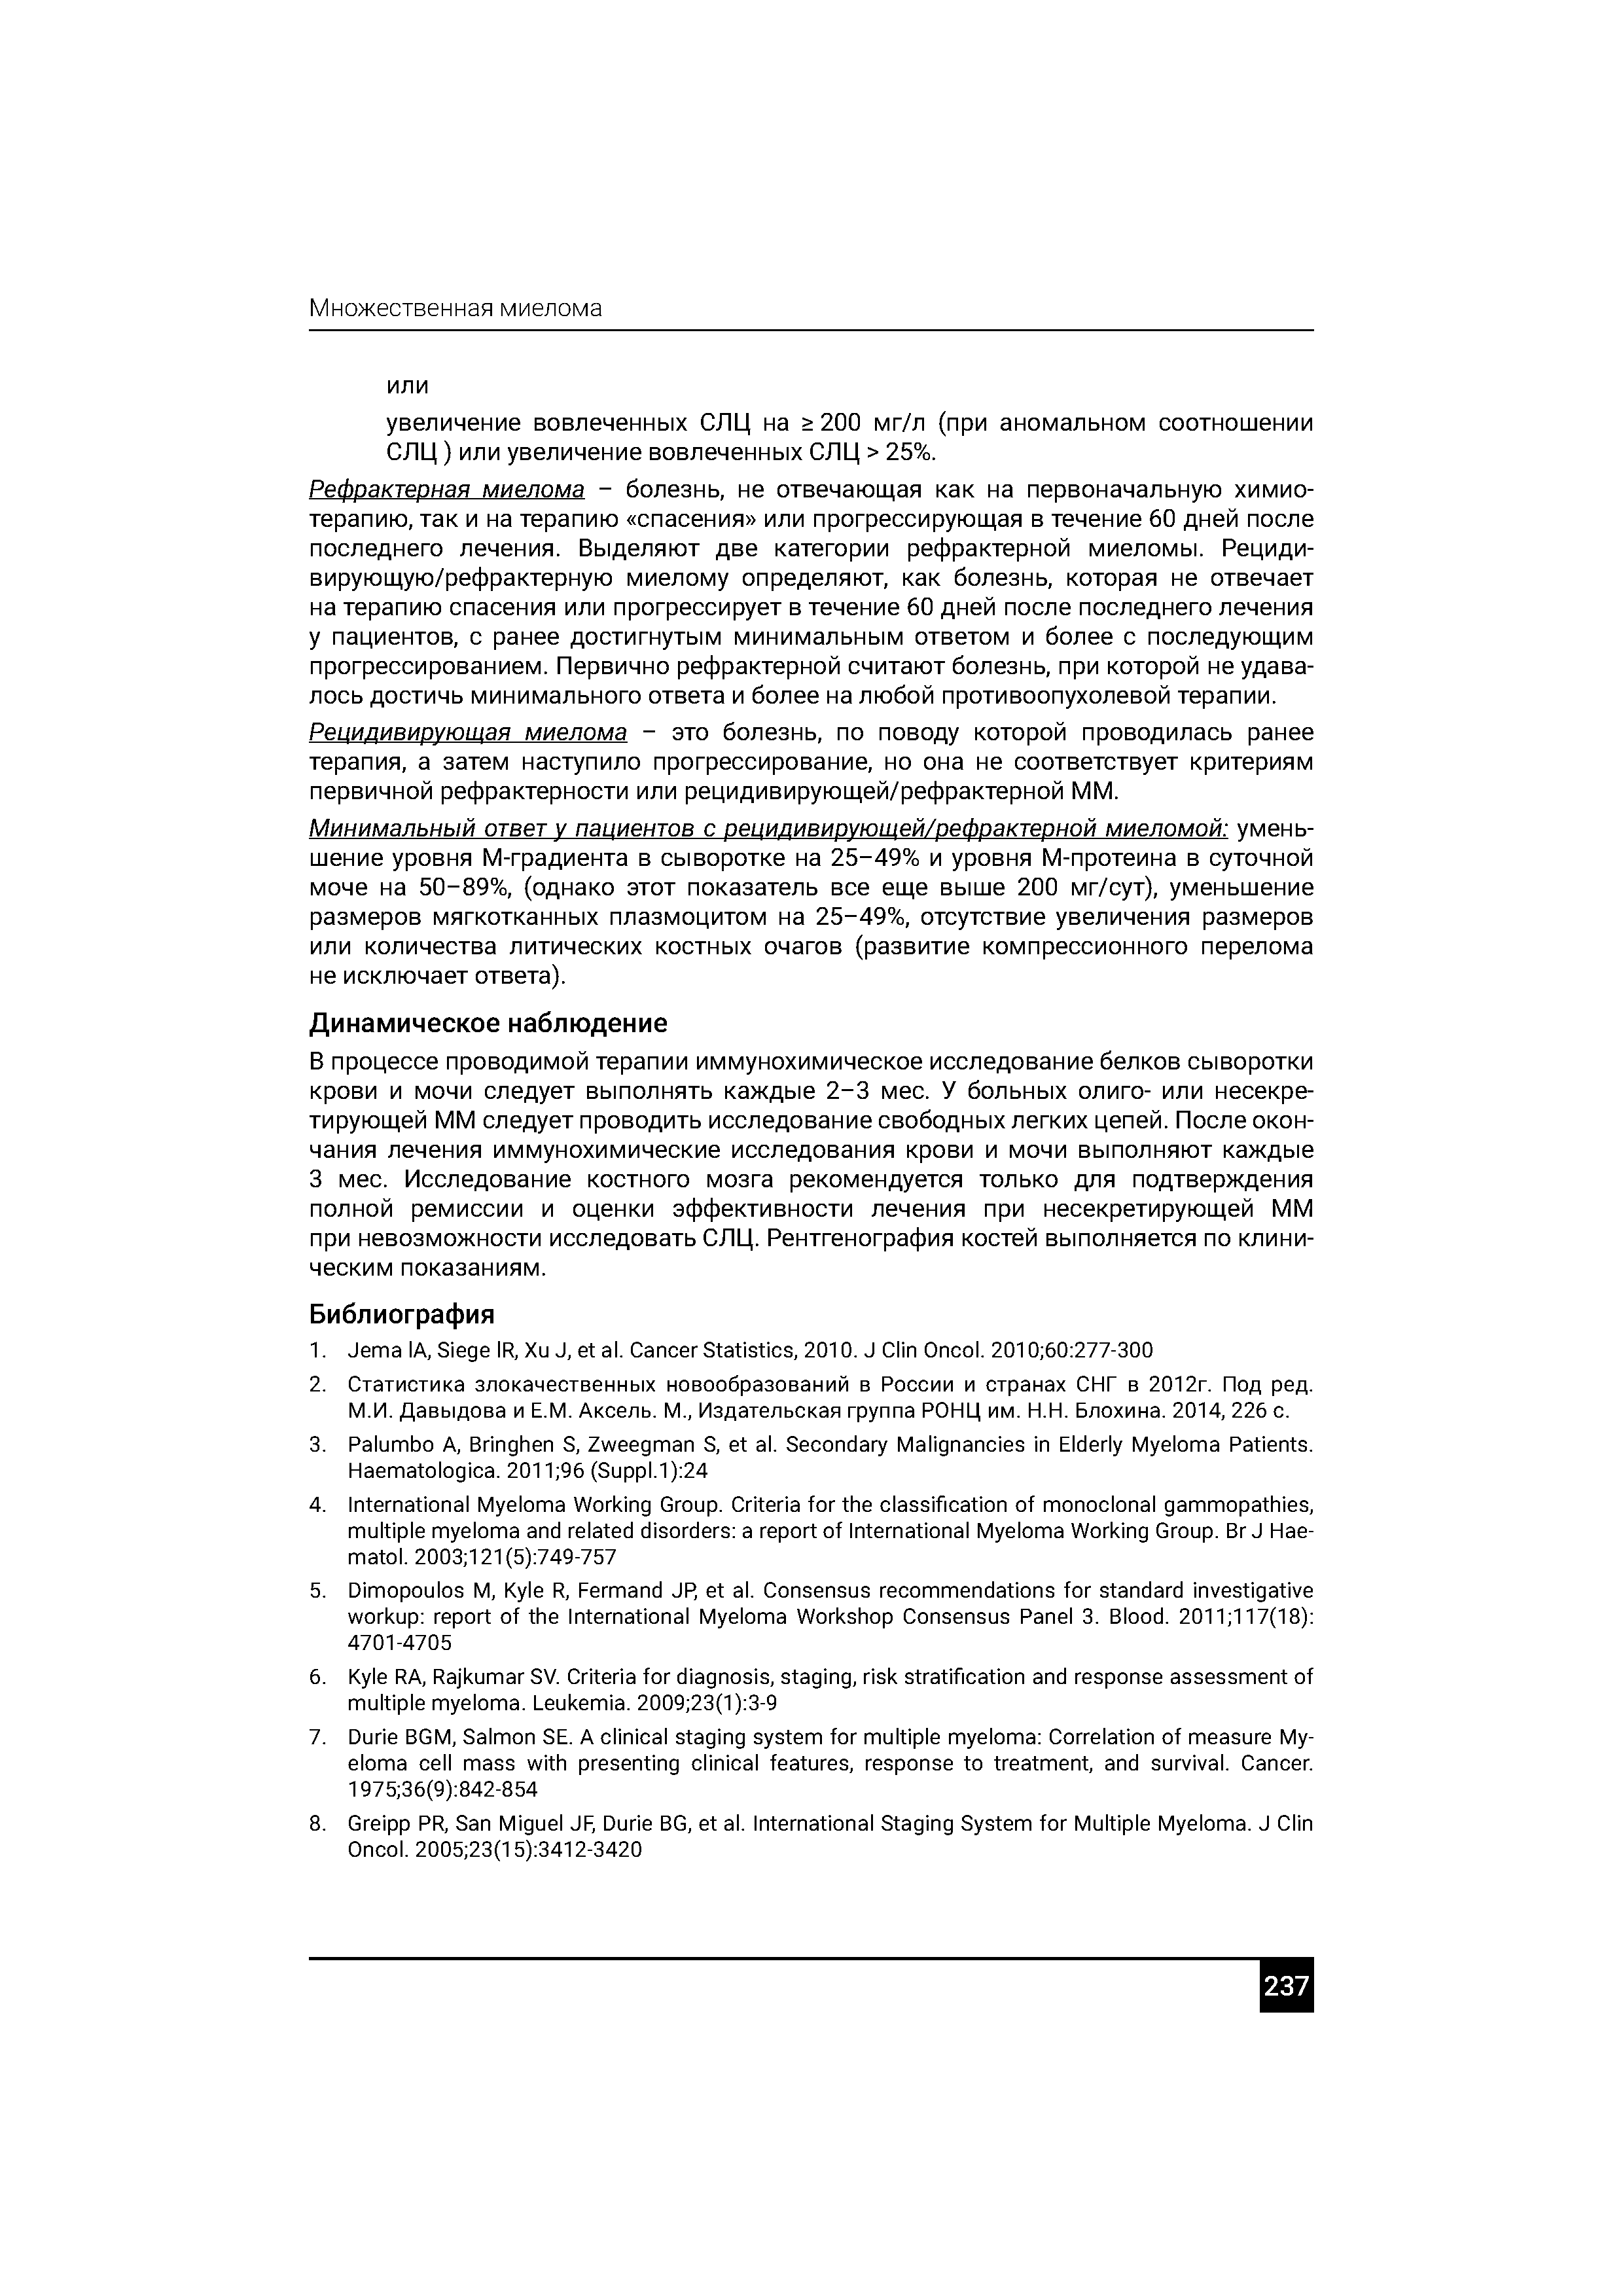 Множественная миелома
или
увеличение вовлеченных СЛЦ на ≥ 200 мг/л (при аномальном соотношении
СЛЦ ) или увеличение вовлеченных СЛЦ > 25%.
Рефрактерная миелома – болезнь, не отвечающая как на первоначальную химио-
терапию, так и на терапию «спасения» или прогрессирующая в течение 60 дней после
последнего лечения. Выделяют две категории рефрактерной миеломы. Рециди-
вирующую/рефрактерную миелому определяют, как болезнь, которая не отвечает
на терапию спасения или прогрессирует в течение 60 дней после последнего лечения
у пациентов, с ранее достигнутым минимальным ответом и более с последующим
прогрессированием. Первично рефрактерной считают болезнь, при которой не удава-
лось достичь минимального ответа и более на любой противоопухолевой терапии.
Рецидивирующая миелома – это болезнь, по поводу которой проводилась ранее
терапия, а затем наступило прогрессирование, но она не соответствует критериям
первичной рефрактерности или рецидивирующей/рефрактерной ММ.
Минимальный ответ у пациентов с рецидивирующей/рефрактерной миеломой: умень-
шение уровня М-градиента в сыворотке на 25–49% и уровня М-протеина в суточной
моче на 50–89%, (однако этот показатель все еще выше 200 мг/сут), уменьшение
размеров мягкотканных плазмоцитом на 25–49%, отсутствие увеличения размеров
или количества литических костных очагов (развитие компрессионного перелома
не исключает ответа).
Динамическое наблюдение
В процессе проводимой терапии иммунохимическое исследование белков сыворотки
крови и мочи следует выполнять каждые 2–3 мес. У больных олиго- или несекре-
тирующей ММ следует проводить исследование свободных легких цепей. После окон-
чания лечения иммунохимические исследования крови и мочи выполняют каждые
3 мес. Исследование костного мозга рекомендуется только для подтверждения
полной ремиссии и оценки эффективности лечения при несекретирующей ММ
при невозможности исследовать СЛЦ. Рентгенография костей выполняется по клини-
ческим показаниям.
Библиография
1. Jema lA, Siege lR, Xu J, et al. Cancer Statistics, 2010. J Clin Oncol. 2010;60:277-300
2. Статистика злокачественных новообразований в России и странах СНГ в 2012г. Под ред.
М.И. Давыдова и Е.М. Аксель. М., Издательская группа РОНЦ им. Н.Н. Блохина. 2014, 226 с.
3. Palumbo A, Bringhen S, Zweegman S, et al. Secondary Malignancies in Elderly Myeloma Patients.
Haematologica. 2011;96 (Suppl.1):24
4. International Myeloma Working Group. Criteria for the classification of monoclonal gammopathies,
multiple myeloma and related disorders: a report of International Myeloma Working Group. Br J Hae-
matol. 2003;121(5):749-757
5. Dimopoulos M, Kyle R, Fermand JP, et al. Consensus recommendations for standard investigative
workup: report of the International Myeloma Workshop Consensus Panel 3. Blood. 2011;117(18):
4701-4705
6. Kyle RA, Rajkumar SV. Criteria for diagnosis, staging, risk stratification and response assessment of
multiple myeloma. Leukemia. 2009;23(1):3-9
7. Durie BGM, Salmon SE. A clinical staging system for multiple myeloma: Correlation of measure My-
eloma cell mass with presenting clinical features, response to treatment, and survival. Cancer.
1975;36(9):842-854
8. Greipp PR, San Miguel JF, Durie BG, et al. International Staging System for Multiple Myeloma. J Clin
Oncol. 2005;23(15):3412-3420
237